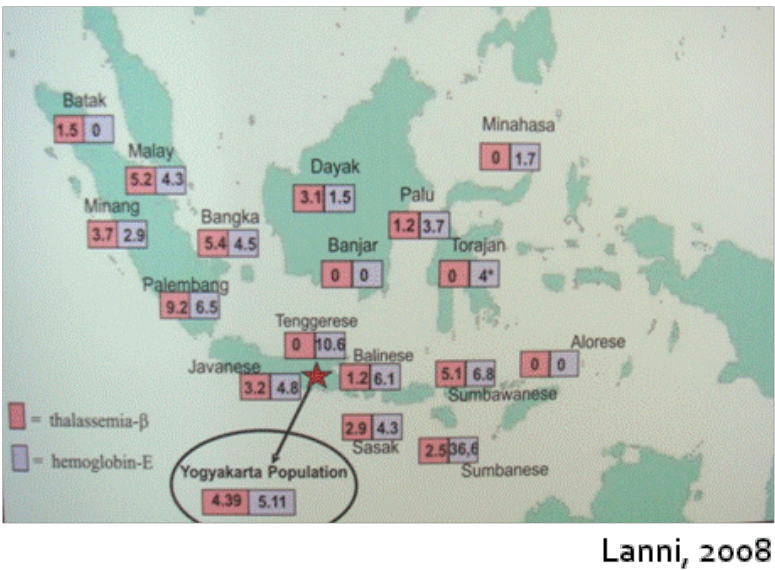 Batak
1.5 0
Malay
5.2 4.3
Minang
3.7 2.9
Bangka
5.4 4.5
Palembang
9.2 6.5
Dayak
3.1 1.5
Banjar
0 0
Minahasa
0 1.7
Palu
1.2 3.7
Torajan
0 4*
Tenggerese
0 10.6
Javanese
3.2 4.8
Balinese
1.2 6.1
Sumbawanese
5.1 6.8
Alorese
0 0
Sasak
2.9 4.3
Sumbanese
2.5 36,6
= thalassemia-β
= hemoglobin-E
Yogyakarta Population
4.39 5.11
Lanni, 2008